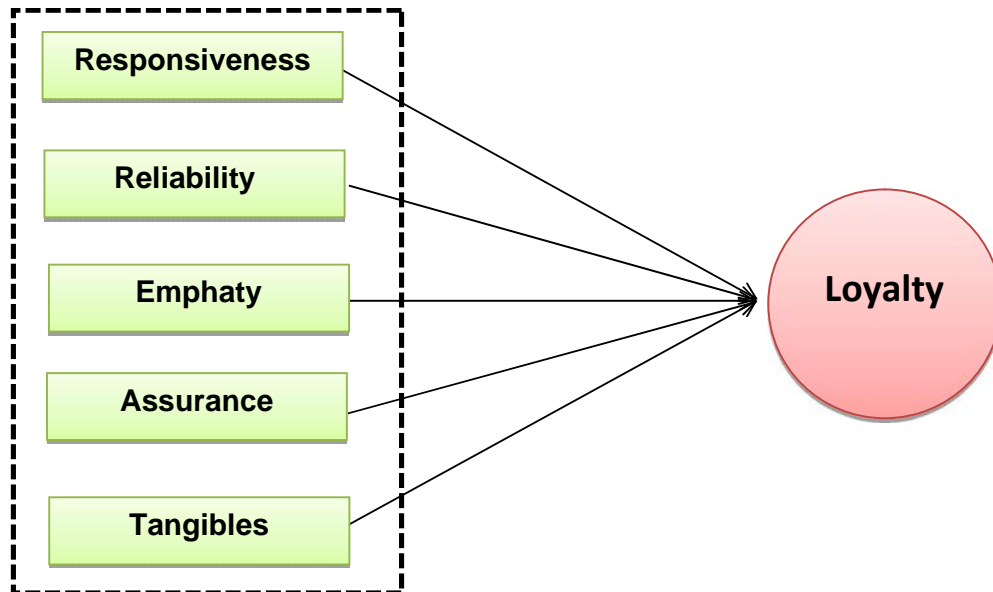 Responsiveness
Reliability
Emphaty
Assurance
Tangibles
Loyalty